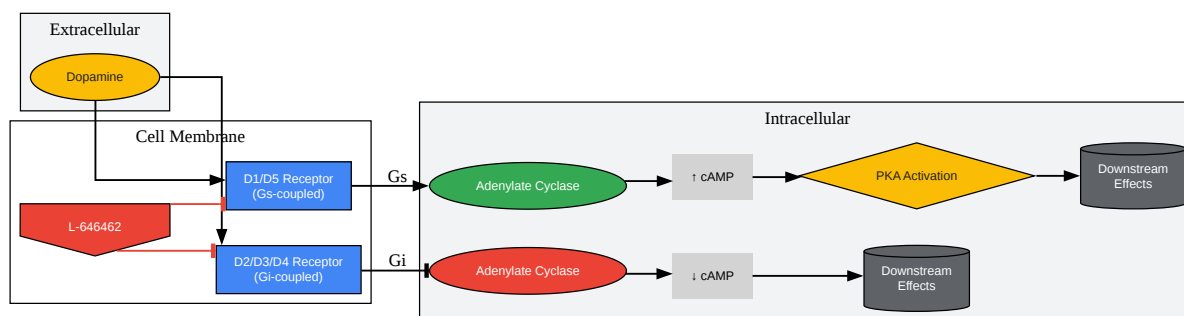 Extracellular
Dopamine
Cell Membrane
D1/D5 Receptor
(Gs-coupled)
L-646462
D2/D3/D4 Receptor
(Gi-coupled)
Gs
Gi
Intracellular
Adenylate Cyclase
↑ cAMP
PKA Activation
Downstream
Effects
Adenylate Cyclase
↓ cAMP
Downstream
Effects